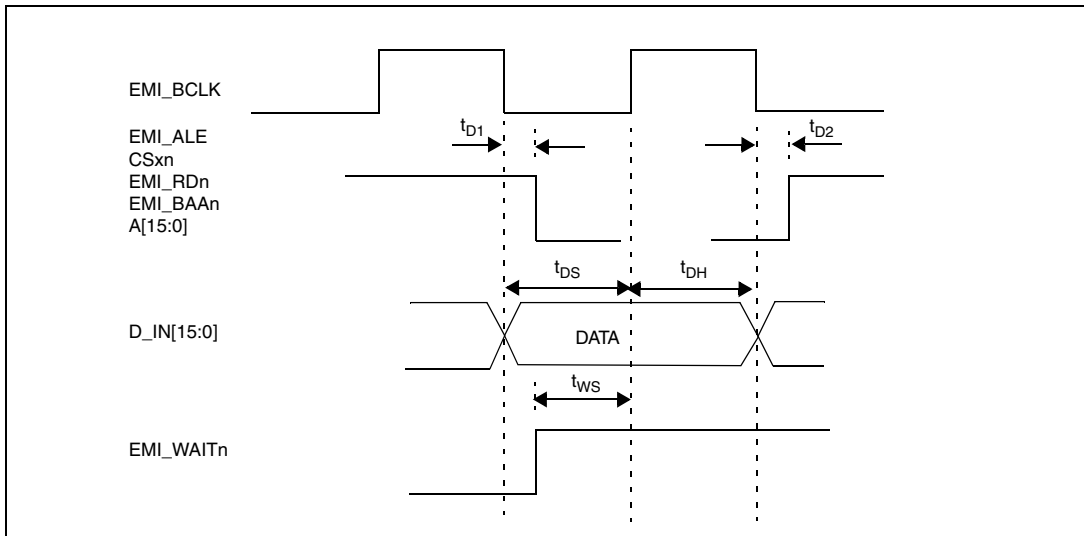 EMI_BCLK
EMI_ALE
CSxn
EMI_RDn
EMI_BAAn
A[15:0]
tD1
tD2
tDS
tDH
D_IN[15:0]
DATA
tWS
EMI_WAITn